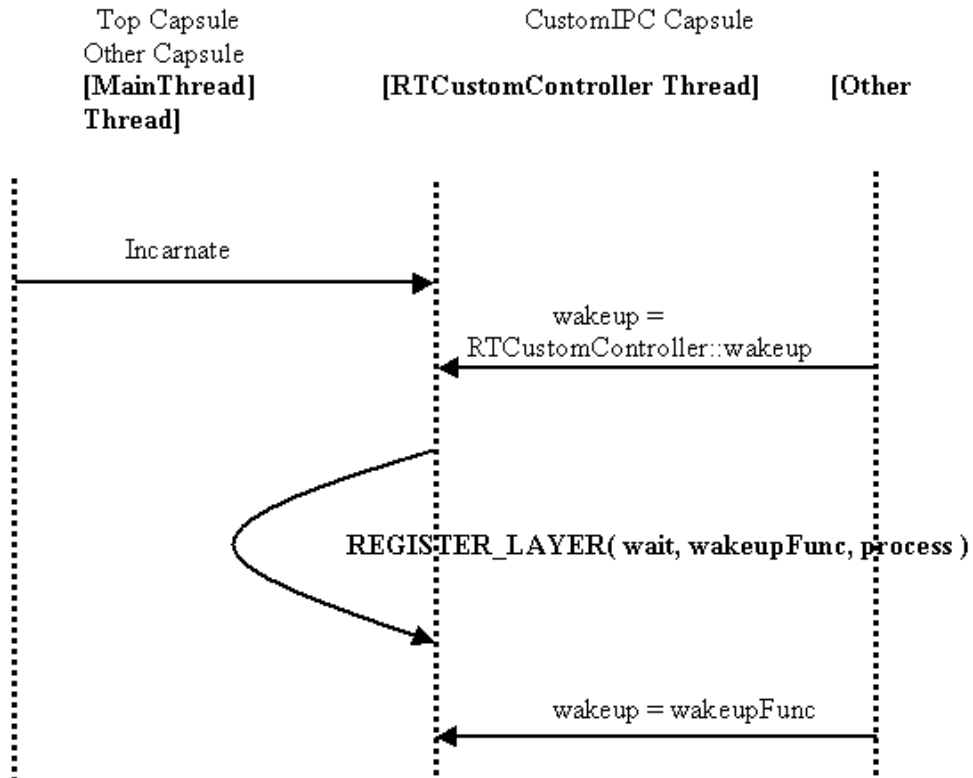 Top Capsule CustomIPC Capsule
Other Capsule
[MainThread] [RTCustomController Thread] [Other
Thread]
Incarnate
wakeup =
RTCustomController::wakeup
REGISTER_LAYER( wait, wakeupFunc, process )
wakeup = wakeupFunc